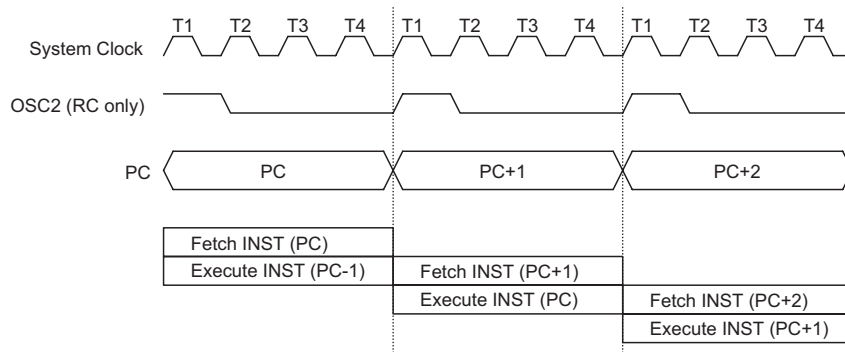 T1 T2 T3 T4 T1 T2 T3 T4 T1 T2 T3 T4
System Clock
OSC2 (RC only)
PC PC PC+1 PC+2
Fetch INST (PC)
Execute INST (PC-1) Fetch INST (PC+1)
Execute INST (PC) Fetch INST (PC+2)
Execute INST (PC+1)